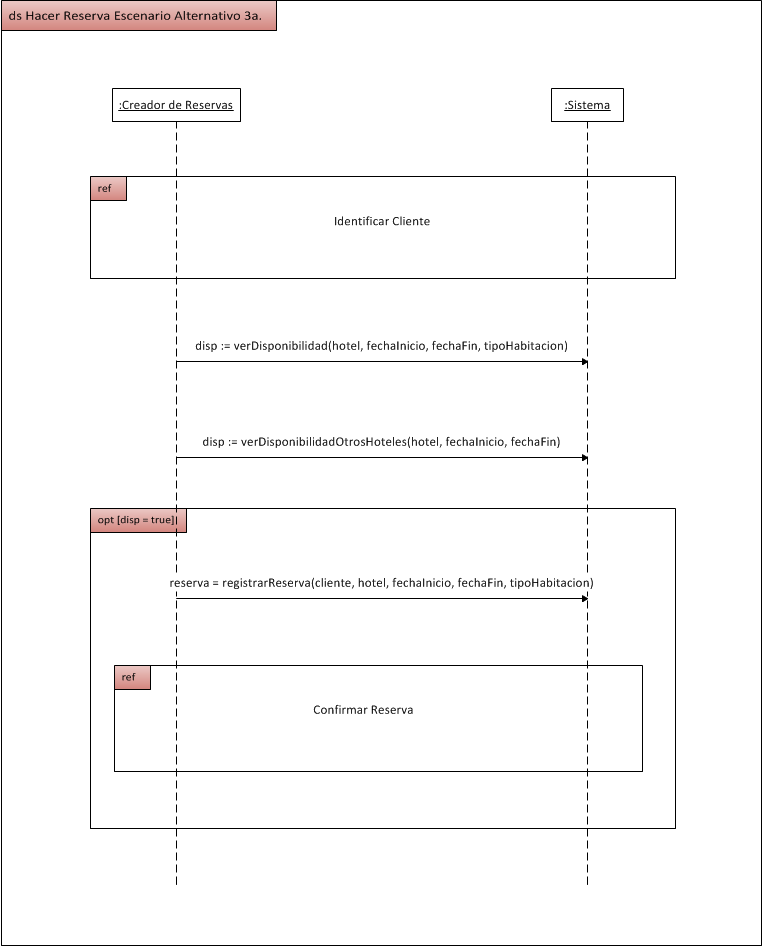 ds Hacer Reserva Escenario Alternativo 3a.
:Creador de Reservas
:Sistema
ref
Identificar Cliente
disp := verDisponibilidad(hotel, fechaInicio, fechaFin, tipoHabitacion)
disp := verDisponibilidadOtrosHoteles(hotel, fechaInicio, fechaFin)
opt [disp = true]
reserva = registrarReserva(cliente, hotel, fechaInicio, fechaFin, tipoHabitacion)
ref
Confirmar Reserva